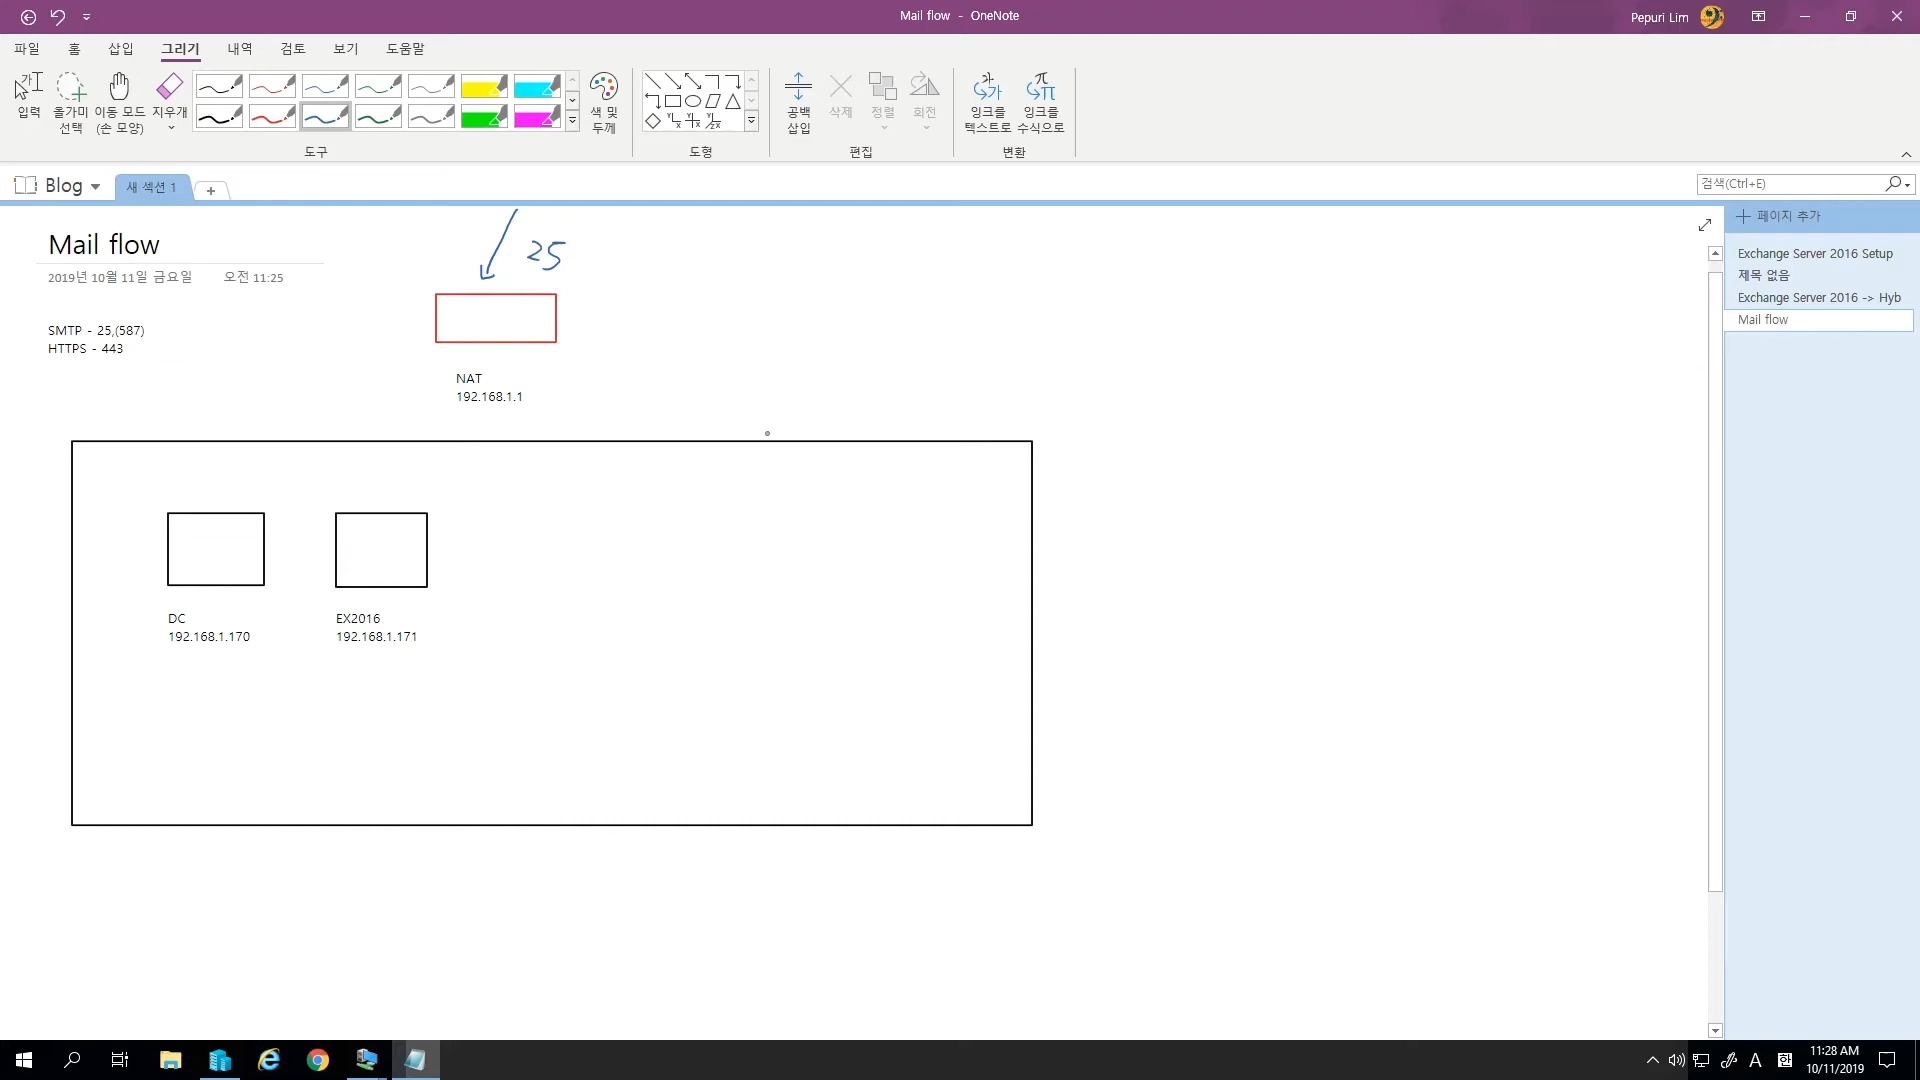 Mail flow - OneNote
Pepuri Lim
파일 홈 삽입 그리기 내역 검토 보기 도움말
가
입력
올가미
선택
이동 모드
(손 모양)
지우개
색 및
두께
공백
삽입
삭제
정렬
회전
잉크를
텍스트로
잉크를
수식으로
도구
도형
편집
변환
Blog
새 섹션 1
검색(Ctrl+E)
페이지 추가
Exchange Server 2016 Setup
제목 없음
Exchange Server 2016 -> Hyb
Mail flow
Mail flow
2019년 10월 11일 금요일 오전 11:25
25
SMTP - 25,(587)
HTTPS - 443
NAT
192.168.1.1
DC
192.168.1.170
EX2016
192.168.1.171
A 한
11:28 AM
10/11/2019